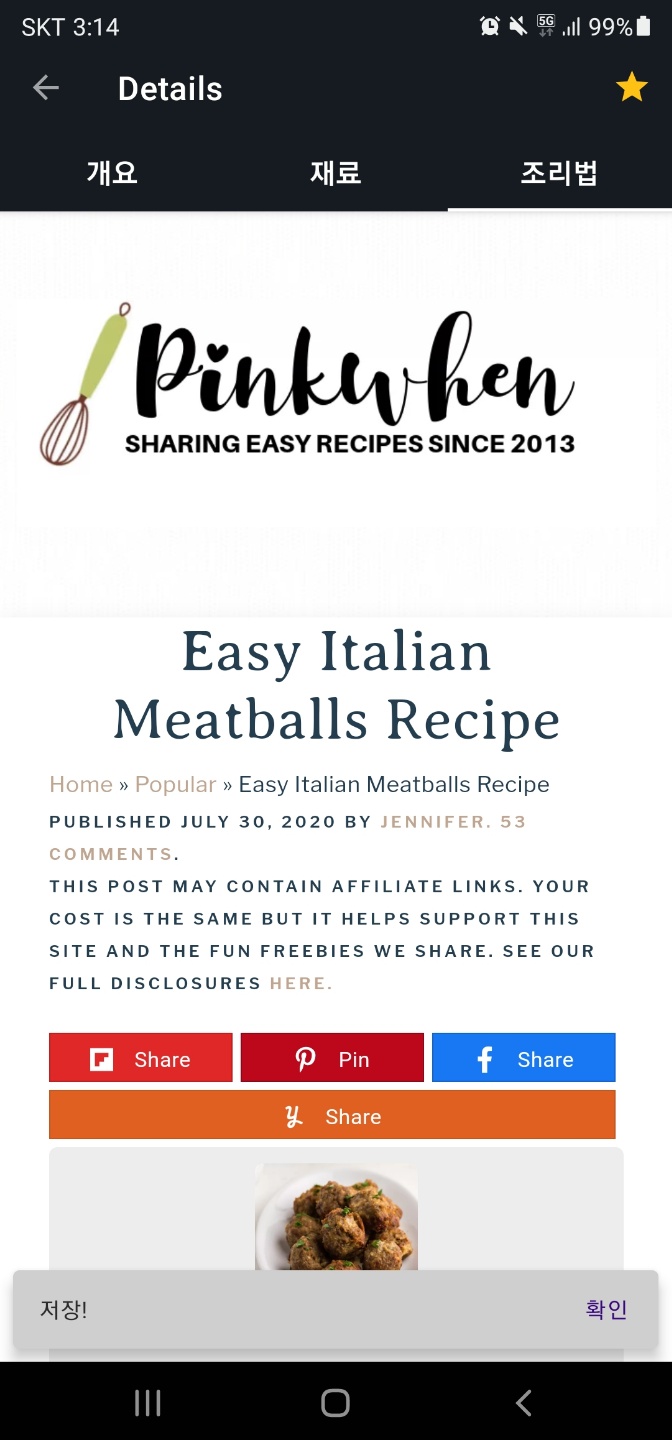 SKT 3:14 5G 99%
Details
개요 재료 조리법
Pinkwhen
SHARING EASY RECIPES SINCE 2013
Easy Italian
Meatballs Recipe
Home » Popular » Easy Italian Meatballs Recipe
PUBLISHED JULY 30, 2020 BY JENNIFER. 53
COMMENTS.
THIS POST MAY CONTAIN AFFILIATE LINKS. YOUR
COST IS THE SAME BUT IT HELPS SUPPORT THIS
SITE AND THE FUN FREEBIES WE SHARE. SEE OUR
FULL DISCLOSURES HERE.
Share Pin Share
Share
저장! 확인